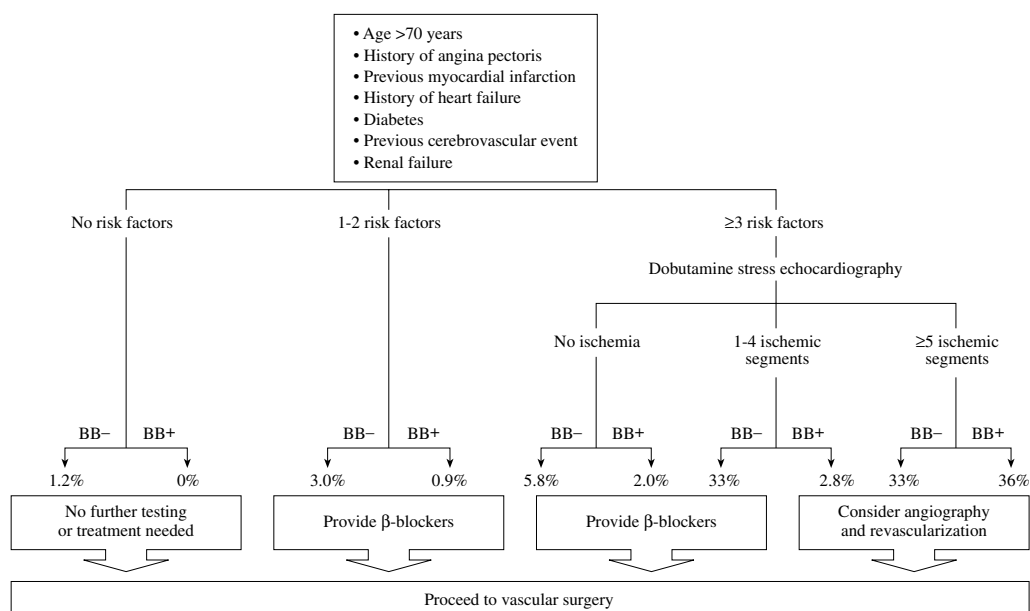 • Age >70 years
• History of angina pectoris
• Previous myocardial infarction
• History of heart failure
• Diabetes
• Previous cerebrovascular event
• Renal failure
No risk factors
1-2 risk factors
≥3 risk factors
Dobutamine stress echocardiography
No ischemia
1-4 ischemic
segments
≥5 ischemic
segments
BB− BB+
BB− BB+
BB− BB+
BB− BB+
BB− BB+
1.2% 0%
3.0% 0.9%
5.8% 2.0%
33% 2.8%
33% 36%
No further testing
or treatment needed
Provide β-blockers
Provide β-blockers
Consider angiography
and revascularization
Proceed to vascular surgery